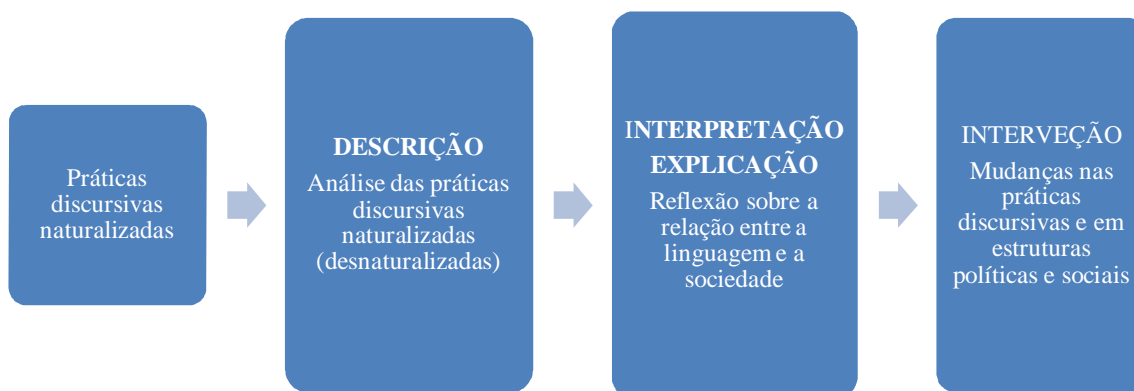 Práticas
discursivas
naturalizadas
DESCRIÇÃO
Análise das práticas
discursivas
naturalizadas
(desnaturalizadas)
INTERPRETAÇÃO
EXPLICAÇÃO
Reflexão sobre a
relação entre a
linguagem e a
sociedade
INTERVEÇÃO
Mudanças nas
práticas
discursivas e em
estruturas
políticas e sociais